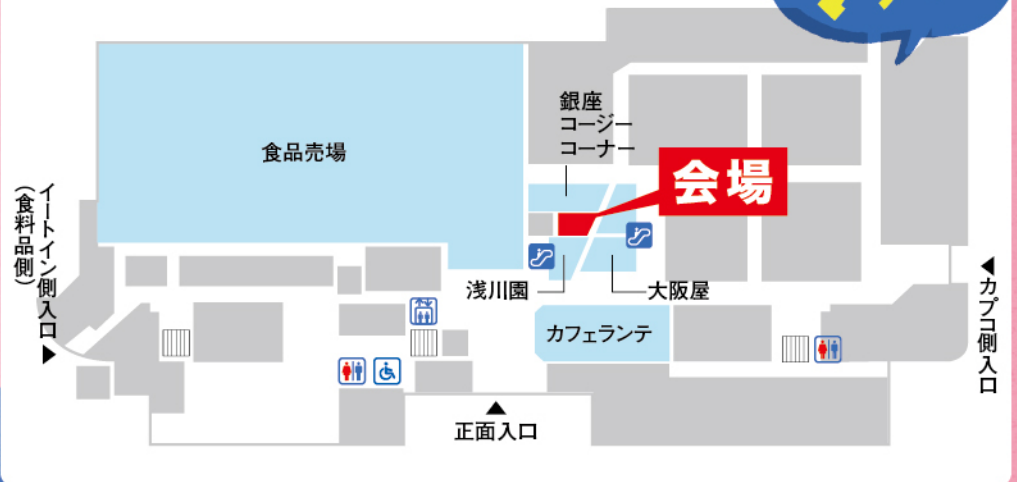 銀座
コージー
コーナー
食品売場
会場
イートイン側入口
（食料品側）
浅川園
大阪屋
カフェランテ
カプコ側入口
正面入口